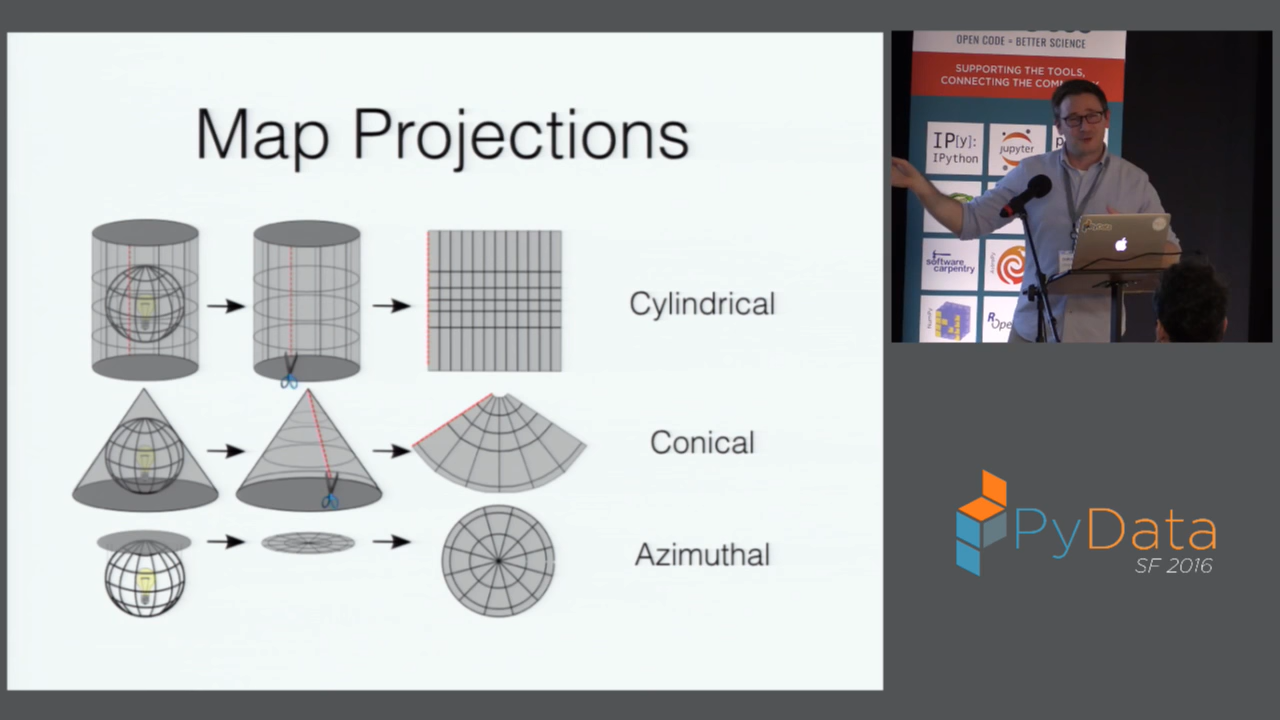 Map Projections
Cylindrical
Conical
Azimuthal
OPEN CODE = BETTER SCIENCE
SUPPORTING THE TOOLS,
CONNECTING THE COM
IP[y]:
IPython
jupyter
software
carpentry
PyData
SF 2016